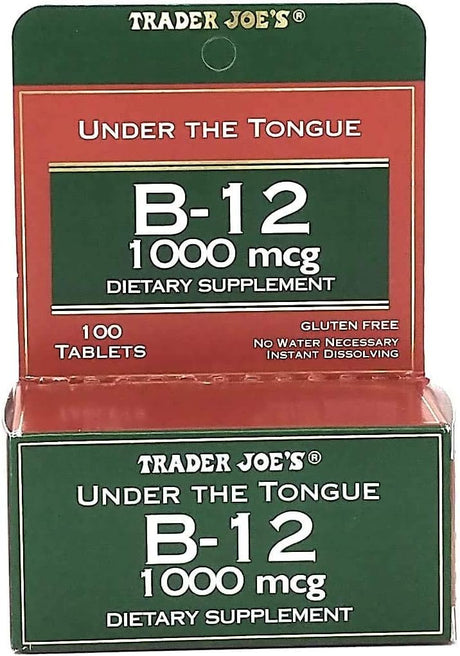 TRADER JOE'S®
UNDER THE TONGUE
B-12
1000 mcg
DIETARY SUPPLEMENT
100
TABLETS
GLUTEN FREE
NO WATER NECESSARY
INSTANT DISSOLVING
TRADER JOE'S®
UNDER THE TONGUE
B-12
1000 mcg
DIETARY SUPPLEMENT